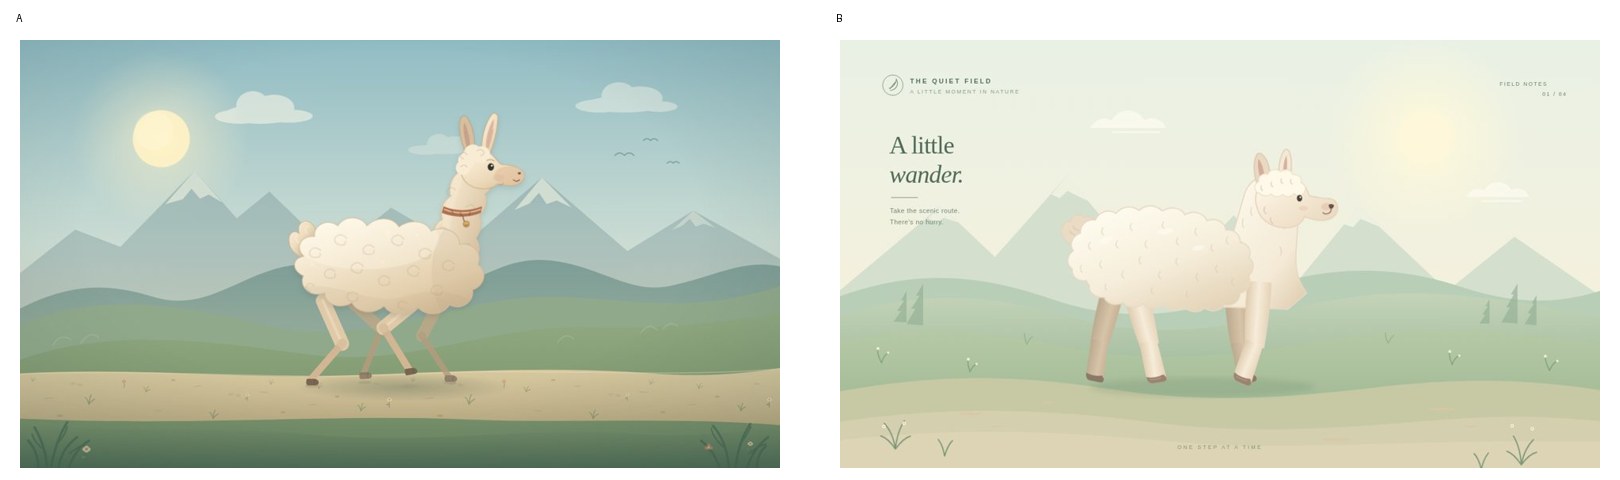 A
B
THE QUIET FIELD
A LITTLE MOMENT IN NATURE
FIELD NOTES
01 / 04
A little
wander.
Take the scenic route.
There's no hurry.
ONE STEP AT A TIME